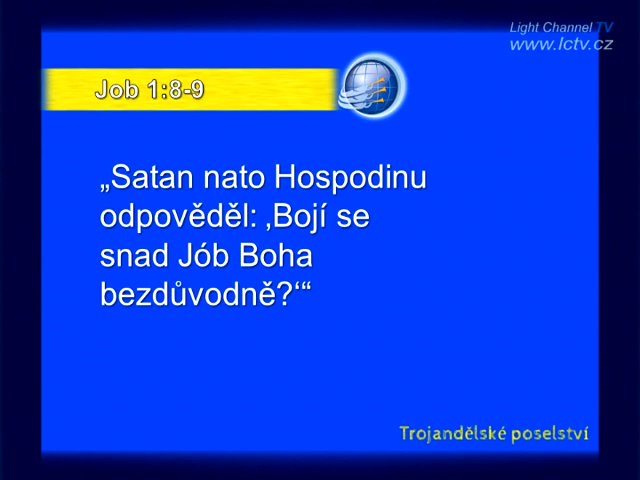 Light Channel TV
www.lctv.cz
Job 1:8-9
„Satan nato Hospodinu
odpověděl: ‚Bojí se
snad Jób Boha
bezdůvodně?‘“
Trojandělské poselství